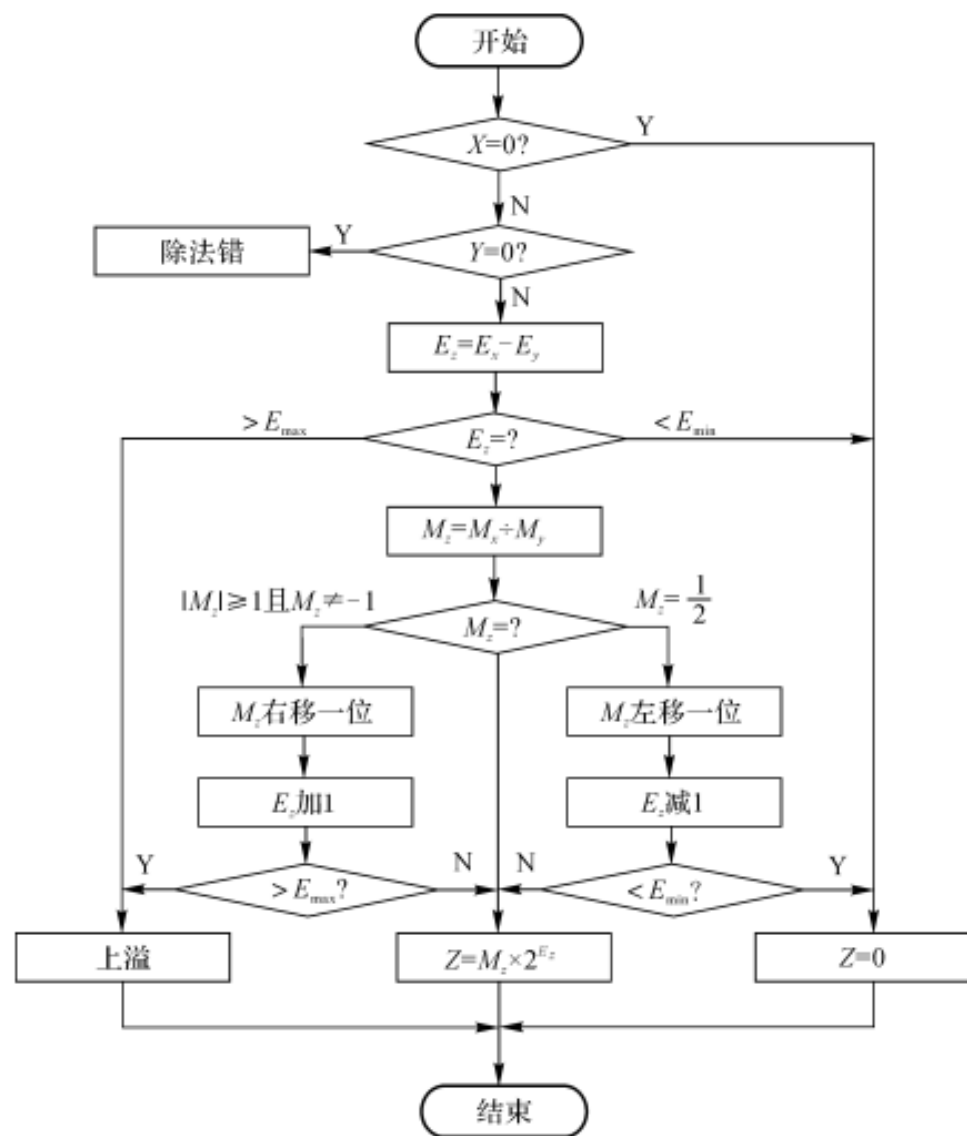 开始
X=0?
Y
N
除法错
Y
Y=0?
N
E_z=E_x−E_y
>E_max
E_z=?
<E_min
M_z=M_x÷M_y
|M_z|≥1且M_z≠−1
M_z=?
M_z=1/2
M_z右移一位
M_z左移一位
E_z加1
E_z减1
Y
>E_max?
N
N
<E_min?
Y
上溢
Z=M_z×2^{E_z}
Z=0
结束